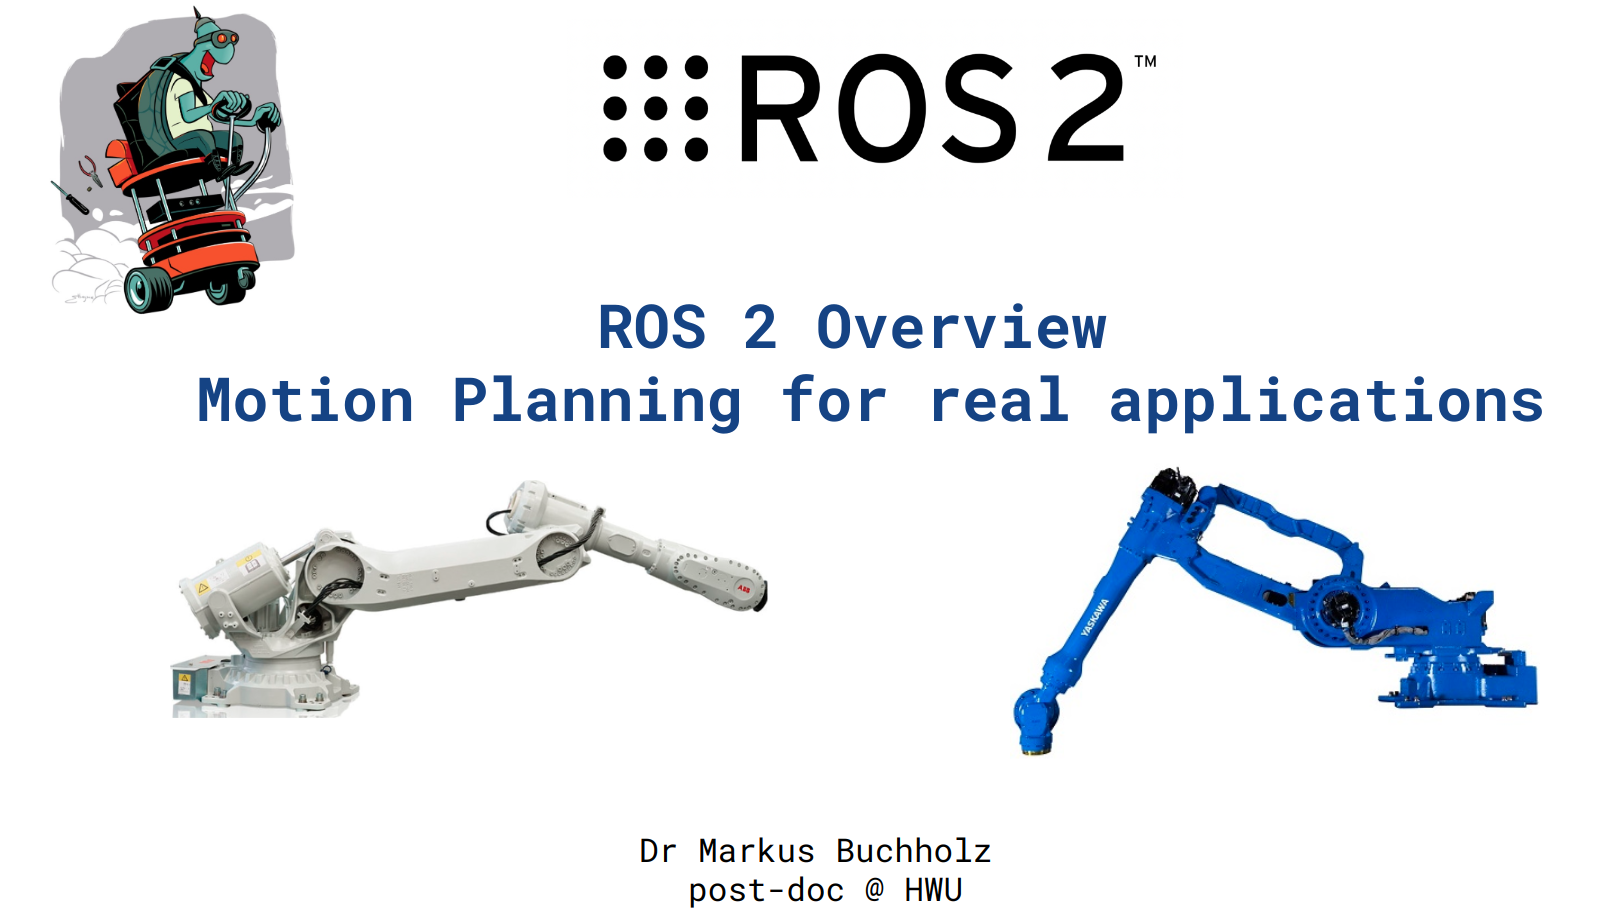 ROS 2™
ROS 2 Overview
Motion Planning for real applications
ABB
YASKAWA
Dr Markus Buchholz
post-doc @ HWU